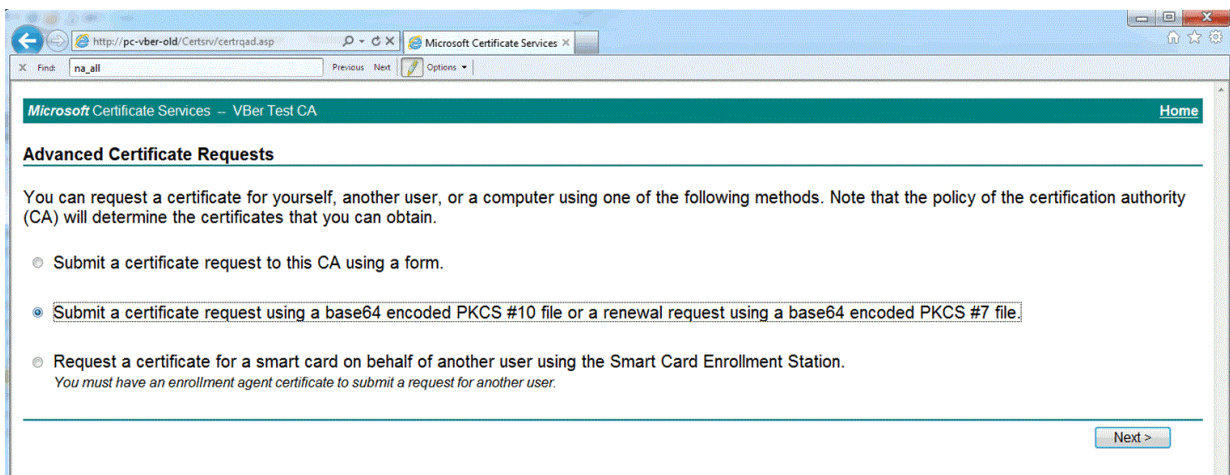 http://pc-vber-old/Certsrv/certrqad.asp
Microsoft Certificate Services
X Find: na_all Previous Next Options
Microsoft Certificate Services -- VBer Test CA Home
Advanced Certificate Requests
You can request a certificate for yourself, another user, or a computer using one of the following methods. Note that the policy of the certification authority
(CA) will determine the certificates that you can obtain.
Submit a certificate request to this CA using a form.
Submit a certificate request using a base64 encoded PKCS #10 file or a renewal request using a base64 encoded PKCS #7 file.
Request a certificate for a smart card on behalf of another user using the Smart Card Enrollment Station.
You must have an enrollment agent certificate to submit a request for another user.
Next >